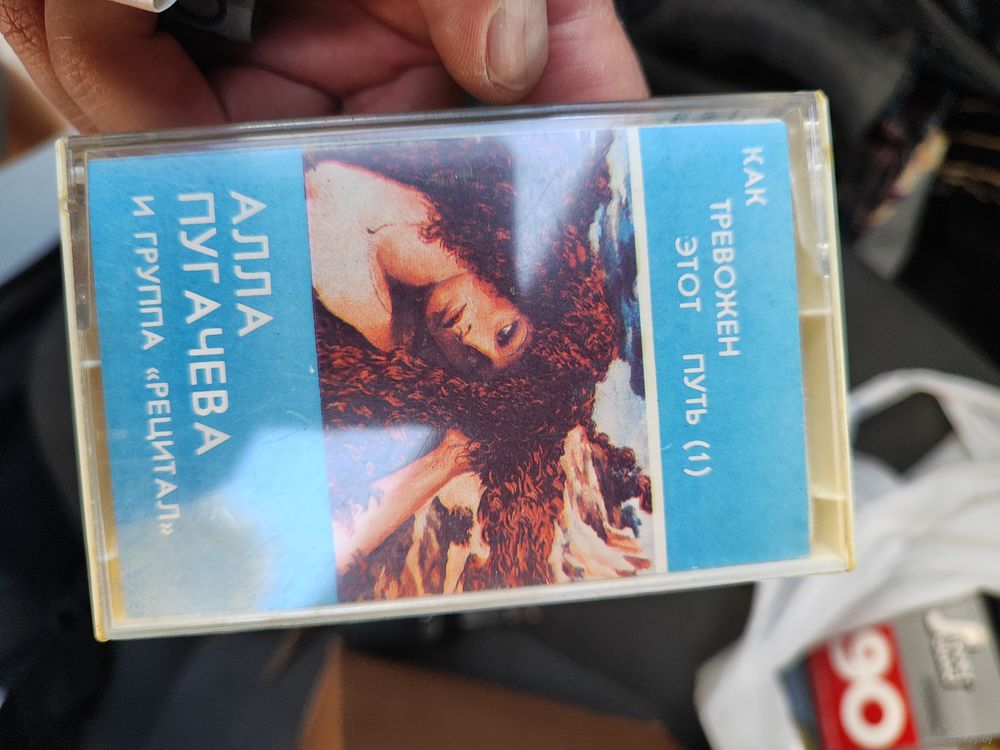 АЛЛА
ПУГАЧЕВА
И ГРУППА «РЕЦИТАЛ»
КАК
ТРЕВОЖЕН
ЭТОТ ПУТЬ (1)
90